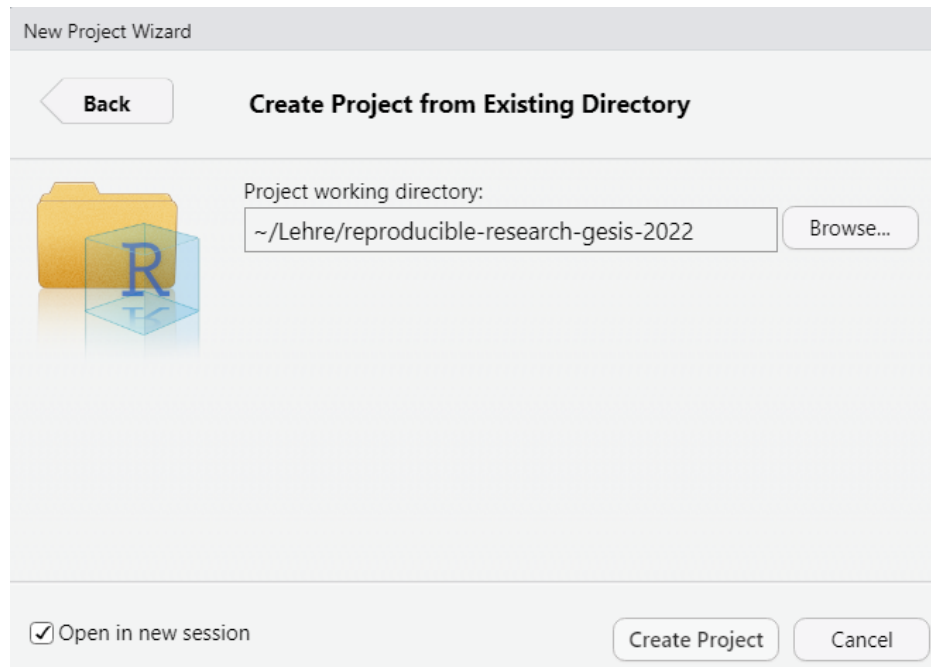 New Project Wizard
Back
Create Project from Existing Directory
Project working directory:
~/Lehre/reproducible-research-gesis-2022
Browse...
R
Open in new session
Create Project
Cancel